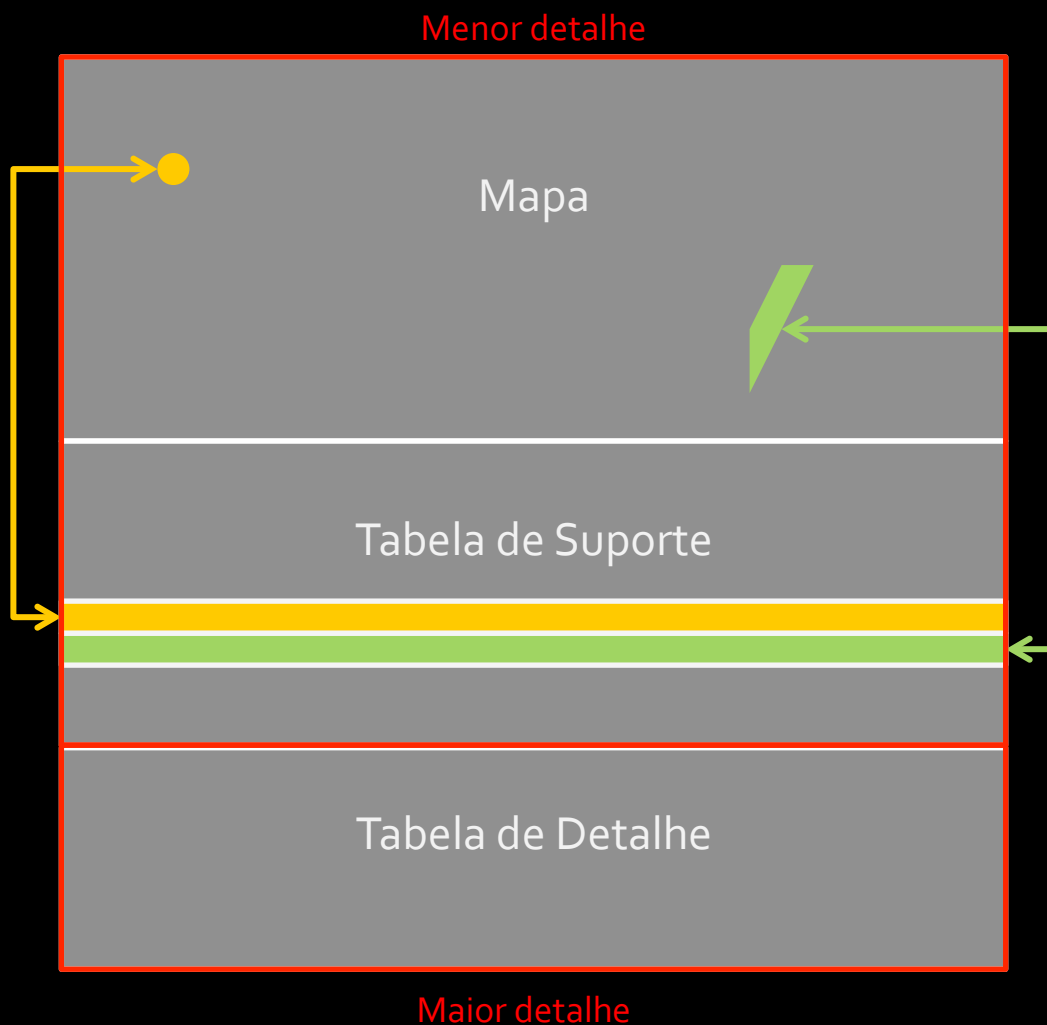 Menor detalhe
Mapa
Tabela de Suporte
Tabela de Detalhe
Maior detalhe